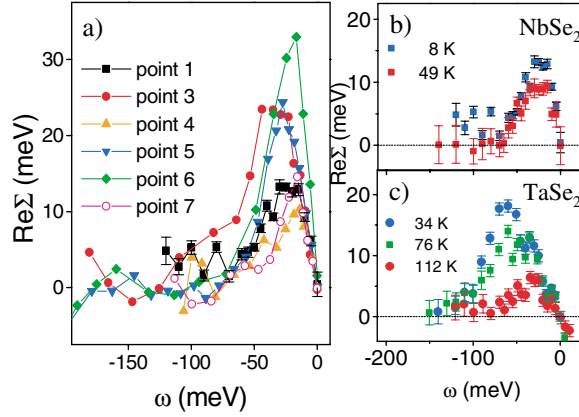 a)
point 1
point 3
point 4
point 5
point 6
point 7
ReΣ (meV)
30
20
10
0
-150 -100 -50 0
ω (meV)
b) NbSe₂
8 K
49 K
ReΣ (meV)
20
10
0
c) TaSe₂
34 K
76 K
112 K
ReΣ (meV)
20
10
0
-200 -100 0
ω (meV)